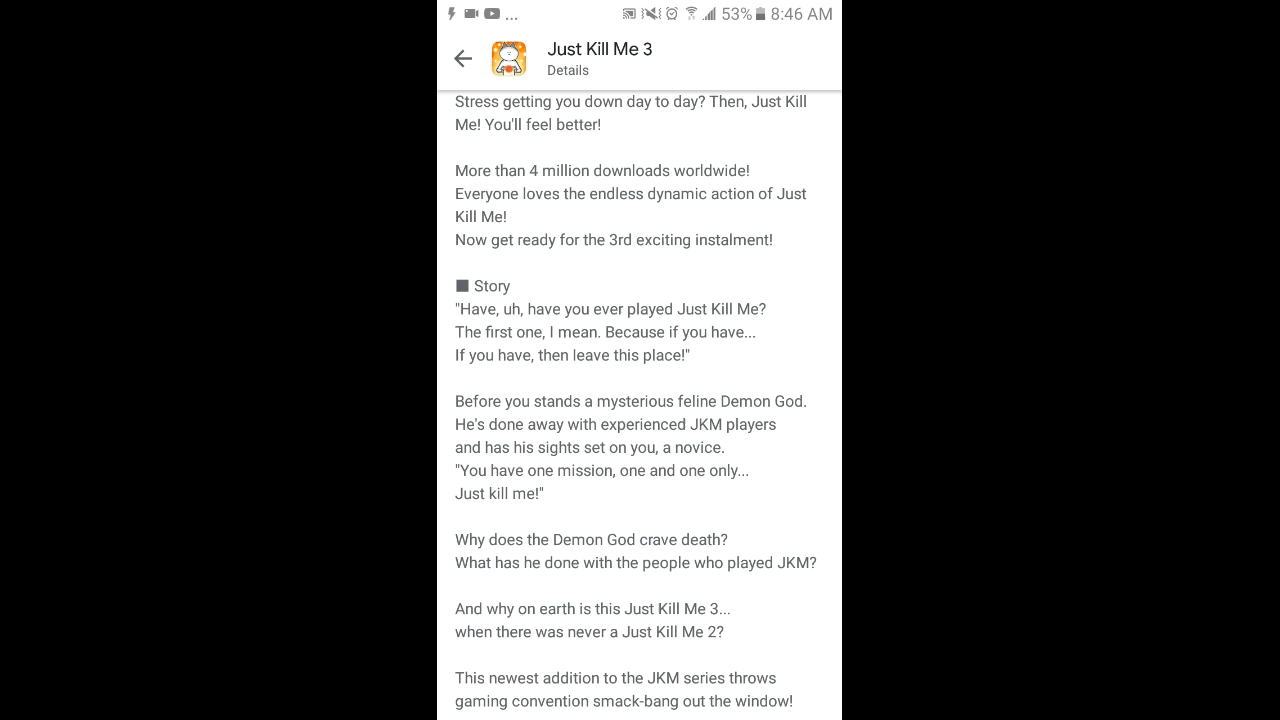 ... 53% 8:46 AM
Just Kill Me 3
Details
Stress getting you down day to day? Then, Just Kill
Me! You'll feel better!
More than 4 million downloads worldwide!
Everyone loves the endless dynamic action of Just
Kill Me!
Now get ready for the 3rd exciting instalment!
■ Story
"Have, uh, have you ever played Just Kill Me?
The first one, I mean. Because if you have...
If you have, then leave this place!"
Before you stands a mysterious feline Demon God.
He's done away with experienced JKM players
and has his sights set on you, a novice.
"You have one mission, one and one only...
Just kill me!"
Why does the Demon God crave death?
What has he done with the people who played JKM?
And why on earth is this Just Kill Me 3...
when there was never a Just Kill Me 2?
This newest addition to the JKM series throws
gaming convention smack-bang out the window!